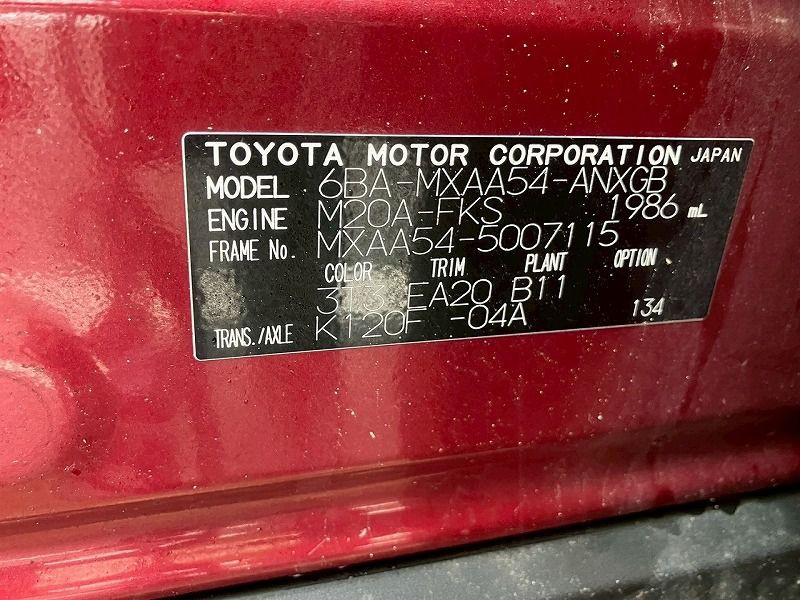 TOYOTA MOTOR CORPORATION JAPAN
MODEL 6BA-MXAA54-ANXGB
ENGINE M20A-FKS 1986 mL
FRAME No. MXAA54-5007115
COLOR TRIM PLANT OPTION
3T3 EA20 B11
TRANS./AXLE K120F -04A 134